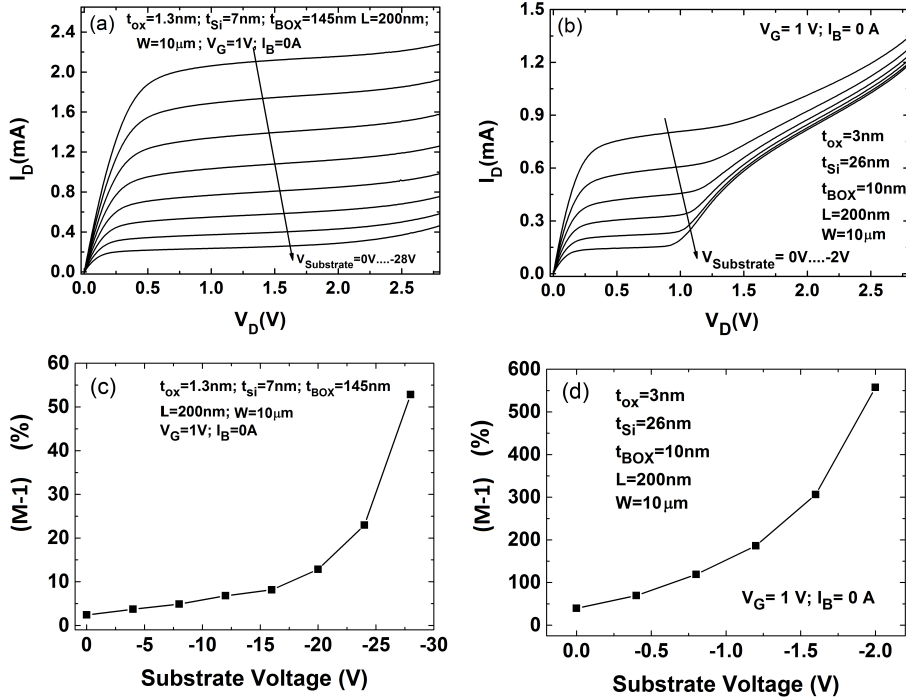 (a)
t_ox=1.3nm; t_Si=7nm; t_BOX=145nm L=200nm;
W=10μm ; V_G=1V; I_B=0A
2.4
2.0
1.6
1.2
0.8
0.4
0.0
I_D(mA)
V_Substrate=0V....-28V
0.0 0.5 1.0 1.5 2.0 2.5
V_D(V)
(b)
V_G= 1 V; I_B= 0 A
1.5
1.2
0.9
0.6
0.3
0.0
I_D(mA)
t_ox=3nm
t_Si=26nm
t_BOX=10nm
L=200nm
W=10μm
V_Substrate= 0V....-2V
0.0 0.5 1.0 1.5 2.0 2.5
V_D(V)
(c)
t_ox=1.3nm; t_si=7nm; t_BOX=145nm
L=200nm; W=10μm
V_G=1V; I_B=0A
60
50
40
30
20
10
0
(M-1) (%)
0 -5 -10 -15 -20 -25 -30
Substrate Voltage (V)
(d)
t_ox=3nm
t_Si=26nm
t_BOX=10nm
L=200nm
W=10μm
V_G= 1 V; I_B= 0 A
600
500
400
300
200
100
0
(M-1) (%)
0.0 -0.5 -1.0 -1.5 -2.0
Substrate Voltage (V)